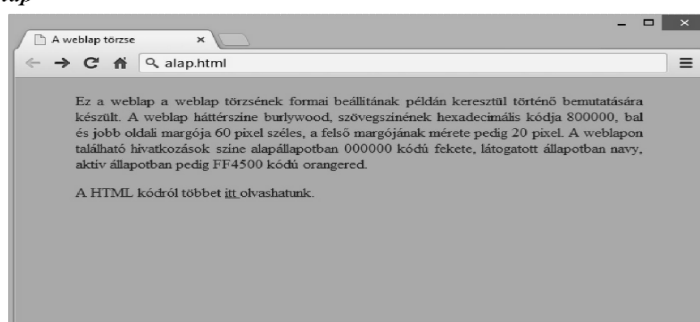 A weblap törzse
alap.html
Ez a weblap a weblap törzsének formai beállítának példán keresztül történő bemutatására
készült. A weblap háttérszíne burlywood, szövegszínének hexadecimális kódja 800000, bal
és jobb oldali margója 60 pixel széles, a felső margójának mérete pedig 20 pixel. A weblapon
található hivatkozások színe alapállapotban 000000 kódú fekete, látogatott állapotban navy,
aktív állapotban pedig FF4500 kódú orangered.
A HTML kódról többet itt olvashatunk.